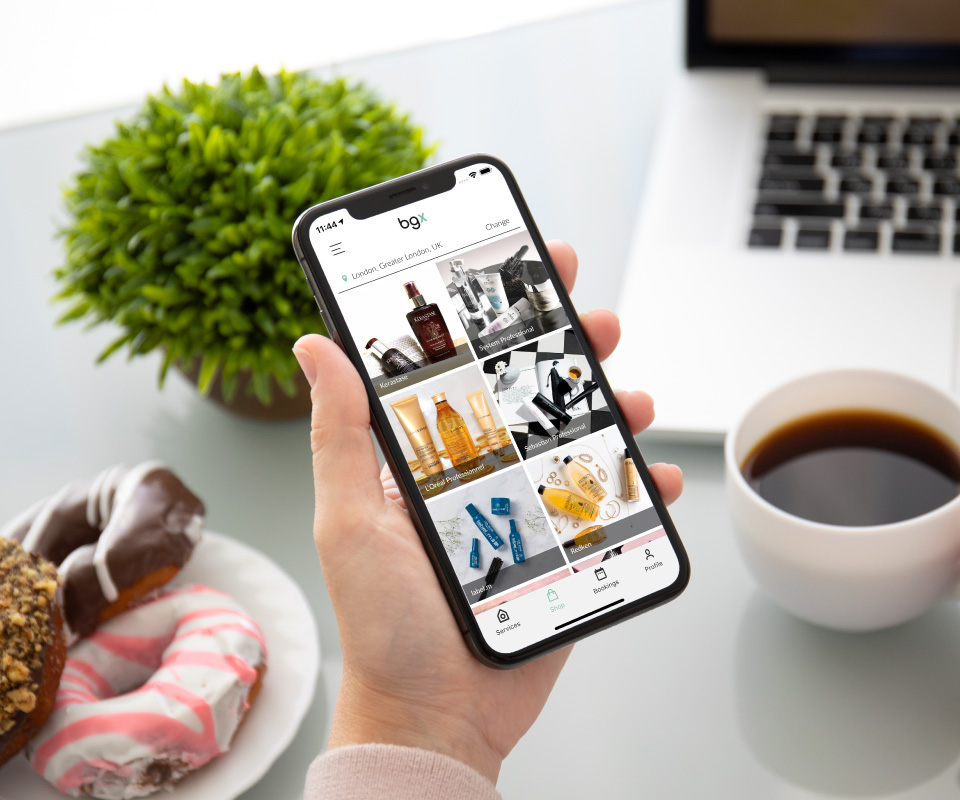 11:44
bgx
London, Greater London, UK
Change
KERASTASE
Kerastase
System Professional
L'Oréal Professionnel
Sebastian Professional
label.m
Redken
Services
Shop
Bookings
Profile